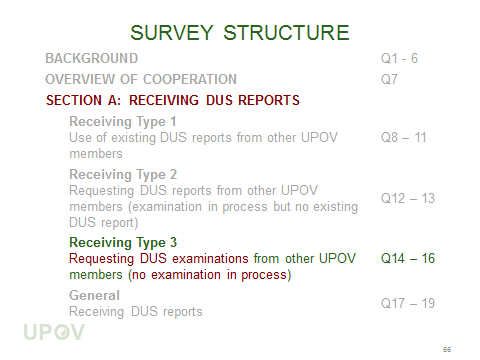 SURVEY STRUCTURE
BACKGROUND Q1 - 6
OVERVIEW OF COOPERATION Q7
SECTION A: RECEIVING DUS REPORTS
Receiving Type 1
Use of existing DUS reports from other UPOV
members
Q8 – 11
Receiving Type 2
Requesting DUS reports from other UPOV
members (examination in process but no existing
DUS report)
Q12 – 13
Receiving Type 3
Requesting DUS examinations from other UPOV
members (no examination in process)
Q14 – 16
General
Receiving DUS reports
Q17 – 19
UPOV
66